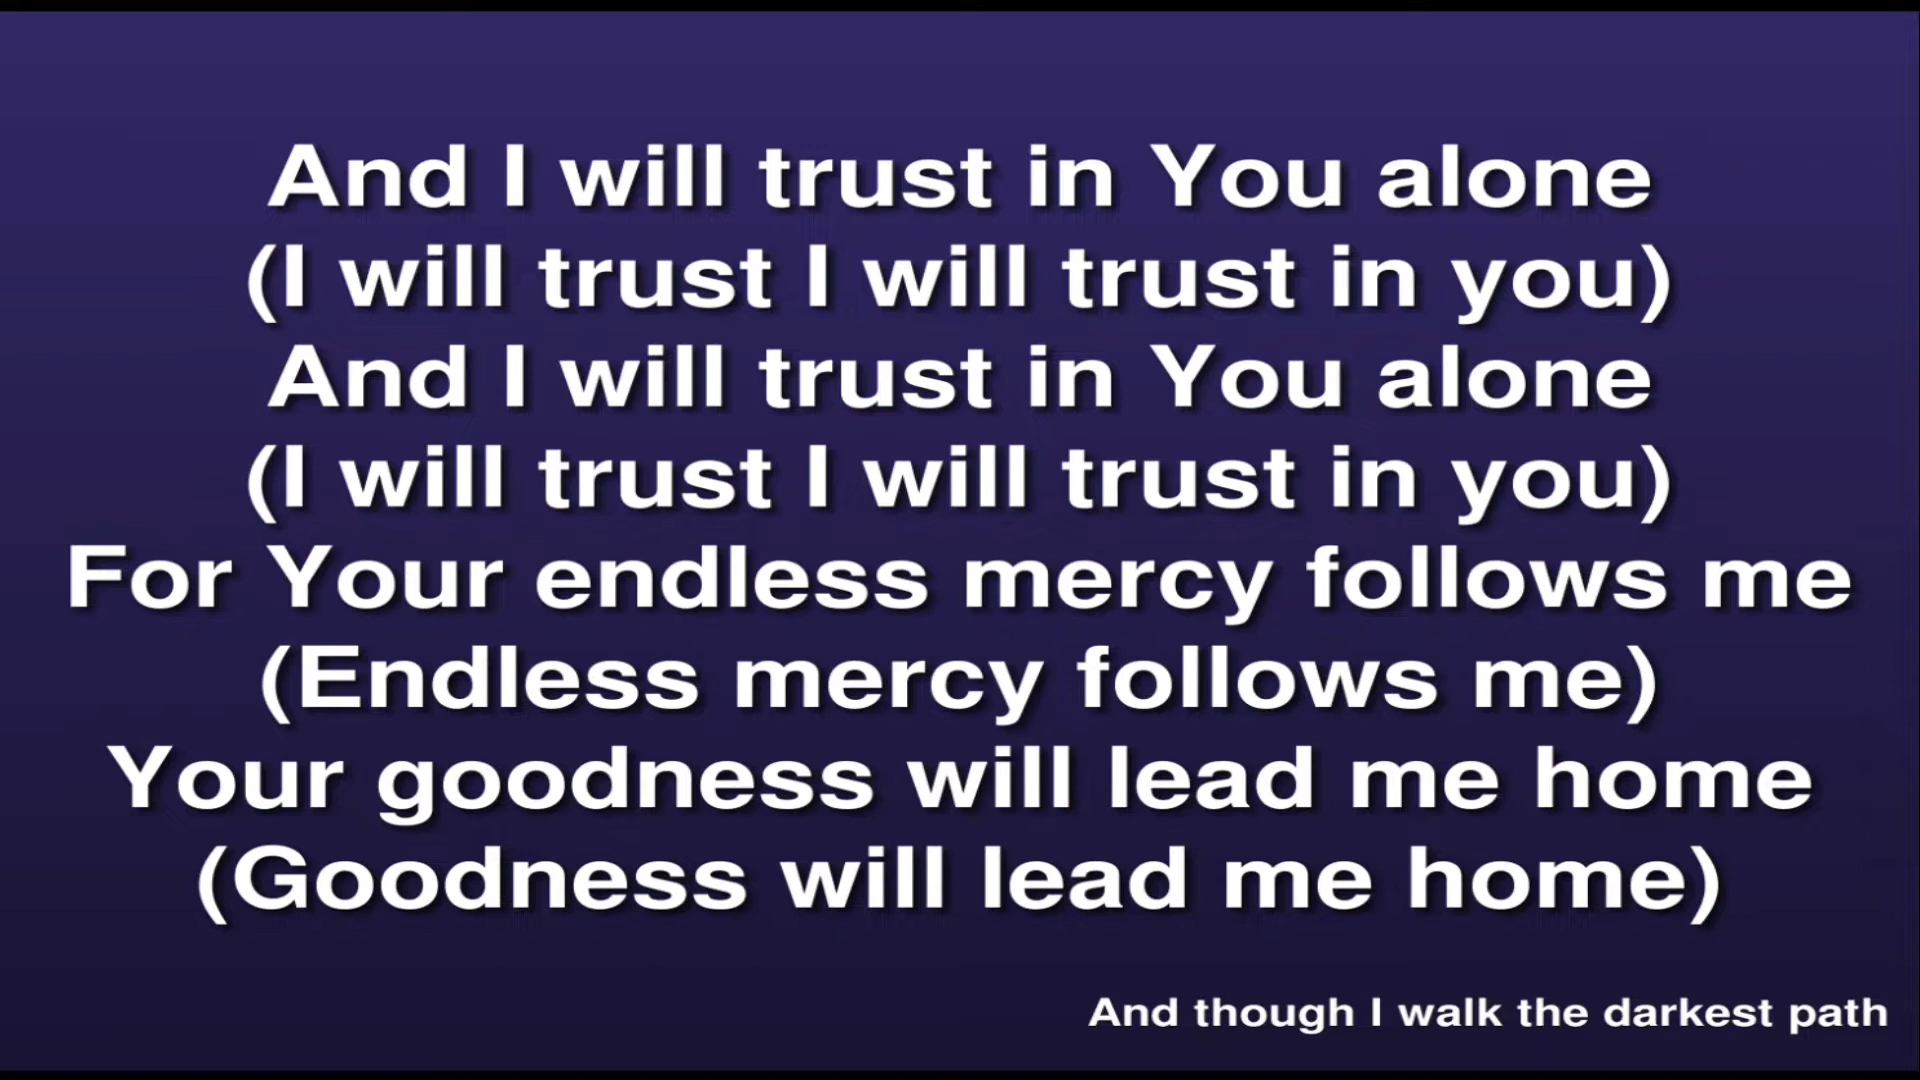 And I will trust in You alone
(I will trust I will trust in you)
And I will trust in You alone
(I will trust I will trust in you)
For Your endless mercy follows me
(Endless mercy follows me)
Your goodness will lead me home
(Goodness will lead me home)
And though I walk the darkest path